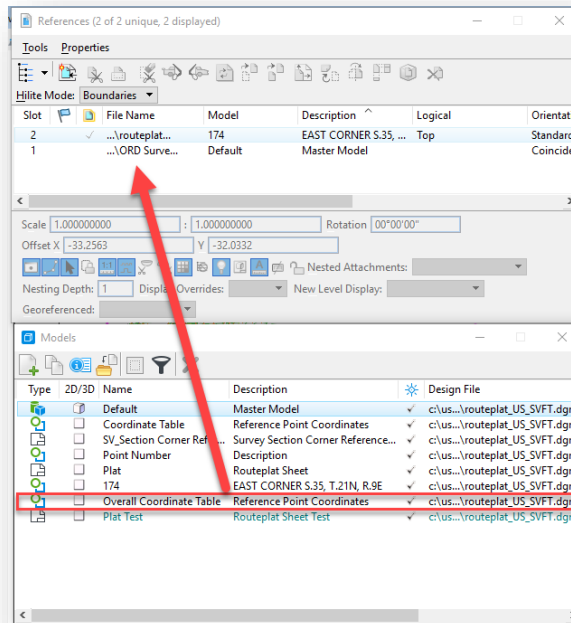 References (2 of 2 unique, 2 displayed)
Tools Properties
Hilite Mode: Boundaries
Slot File Name Model Description Logical Orientat
2 ...\routeplat... 174 EAST CORNER S.35, ... Top Standard
1 ...\ORD Surve... Default Master Model Coincide
Scale 1.000000000 : 1.000000000 Rotation 00°00'00"
Offset X -33.2563 Y -32.0332
Nested Attachments:
Nesting Depth: 1 Display Overrides: New Level Display:
Georeferenced:
Models
Type 2D/3D Name Description Design File
Default Master Model c:\us...\routeplat_US_SVFT.dgn
Coordinate Table Reference Point Coordinates c:\us...\routeplat_US_SVFT.dgn
SV_Section Corner Refe... Survey Section Corner Reference... c:\us...\routeplat_US_SVFT.dgn
Point Number Description c:\us...\routeplat_US_SVFT.dgn
Plat Routeplat Sheet c:\us...\routeplat_US_SVFT.dgn
174 EAST CORNER S.35, T.21N, R.9E c:\us...\routeplat_US_SVFT.dgn
Overall Coordinate Table Reference Point Coordinates c:\us...\routeplat_US_SVFT.dgn
Plat Test Routeplat Sheet Test c:\us...\routeplat_US_SVFT.dgn